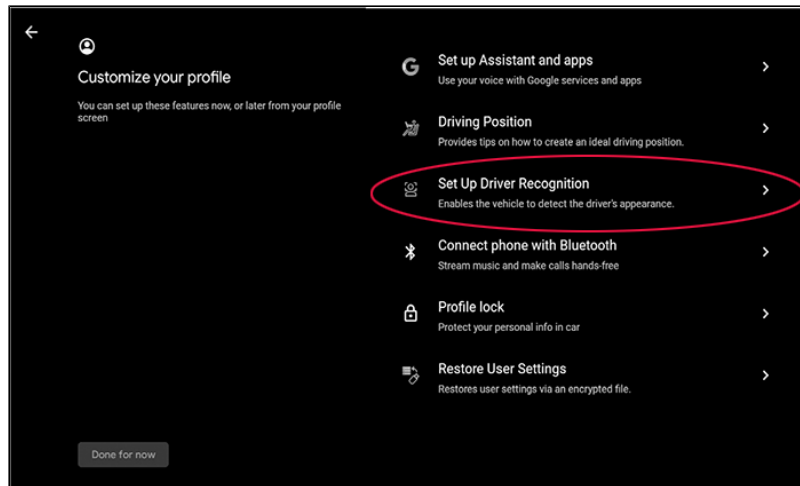 Customize your profile
You can set up these features now, or later from your profile
screen
Set up Assistant and apps
Use your voice with Google services and apps
Driving Position
Provides tips on how to create an ideal driving position.
Set Up Driver Recognition
Enables the vehicle to detect the driver's appearance.
Connect phone with Bluetooth
Stream music and make calls hands-free
Profile lock
Protect your personal info in car
Restore User Settings
Restores user settings via an encrypted file.
Done for now